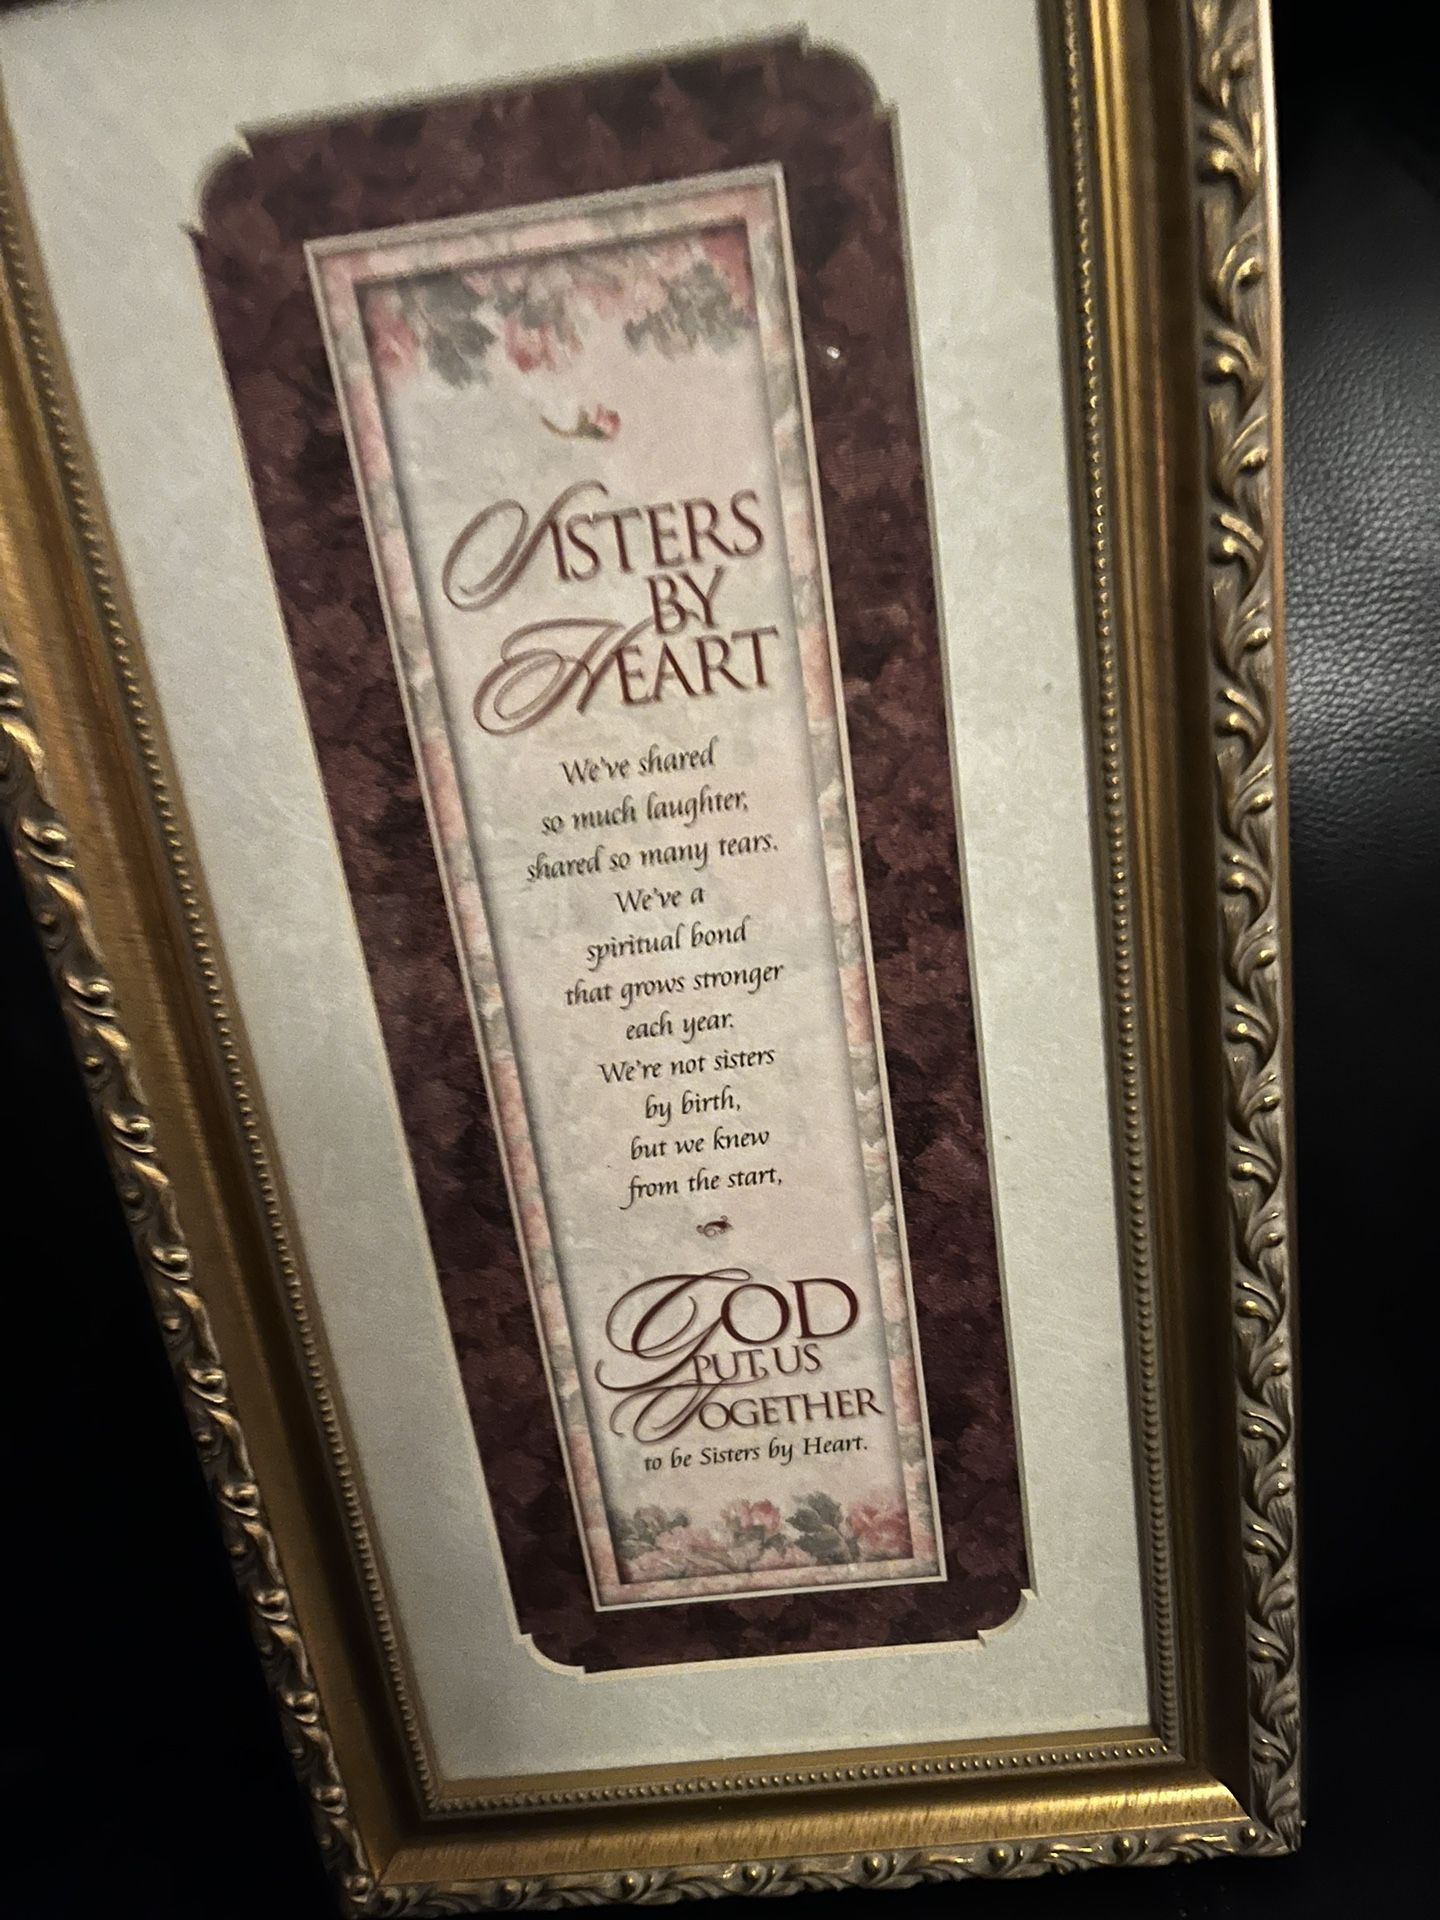 SISTERS
BY
HEART
We've shared
so much laughter,
shared so many tears.
We've a
spiritual bond
that grows stronger
each year.
We're not sisters
by birth,
but we knew
from the start,
GOD
PUT US
TOGETHER
to be Sisters by Heart.